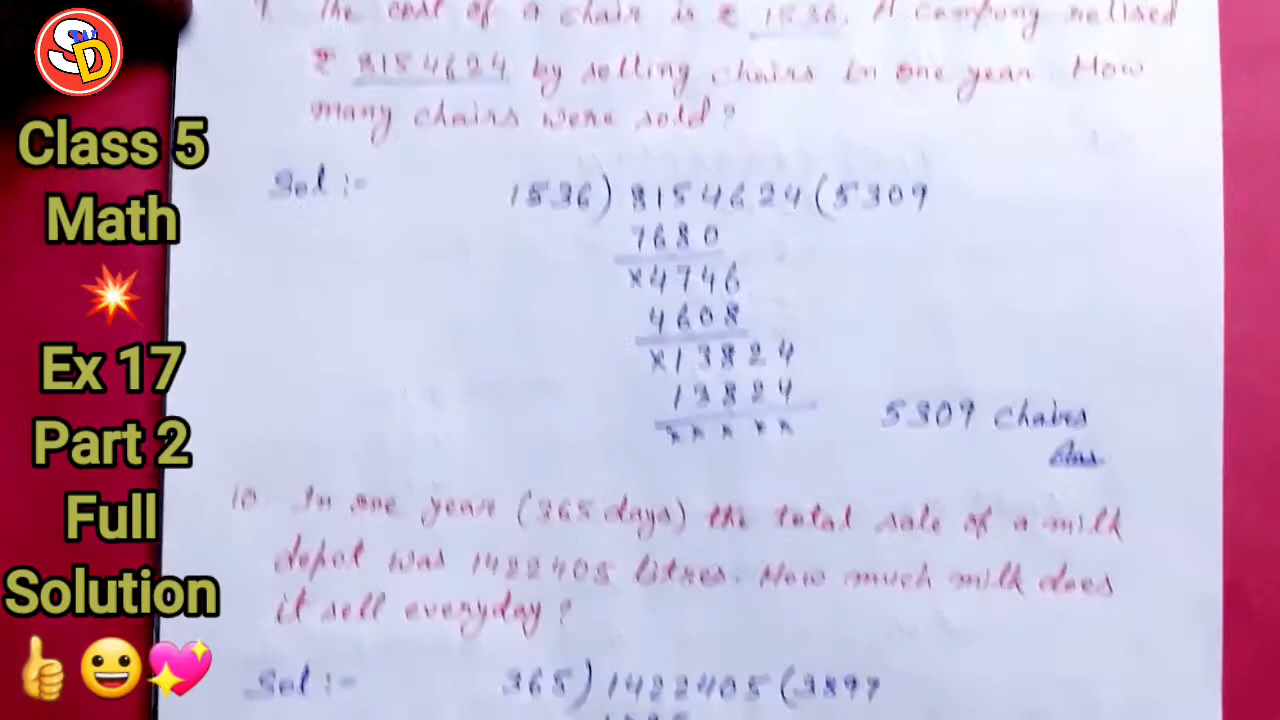 STUD
Class 5
Math
Ex 17
Part 2
Full
Solution
9. The cost of a chair is ₹ 1536. A company realised
₹ 8154624 by selling chairs in one year. How
many chairs were sold?
Sol :-
1536) 8154624 (5309
7680
×4746
4608
×13824
13824
×××××
5309 chairs
Ans
10 In one year (365 days) the total sale of a milk
depot was 1422405 litres. How much milk does
it sell everyday?
Sol :-
365) 1422405 (3897